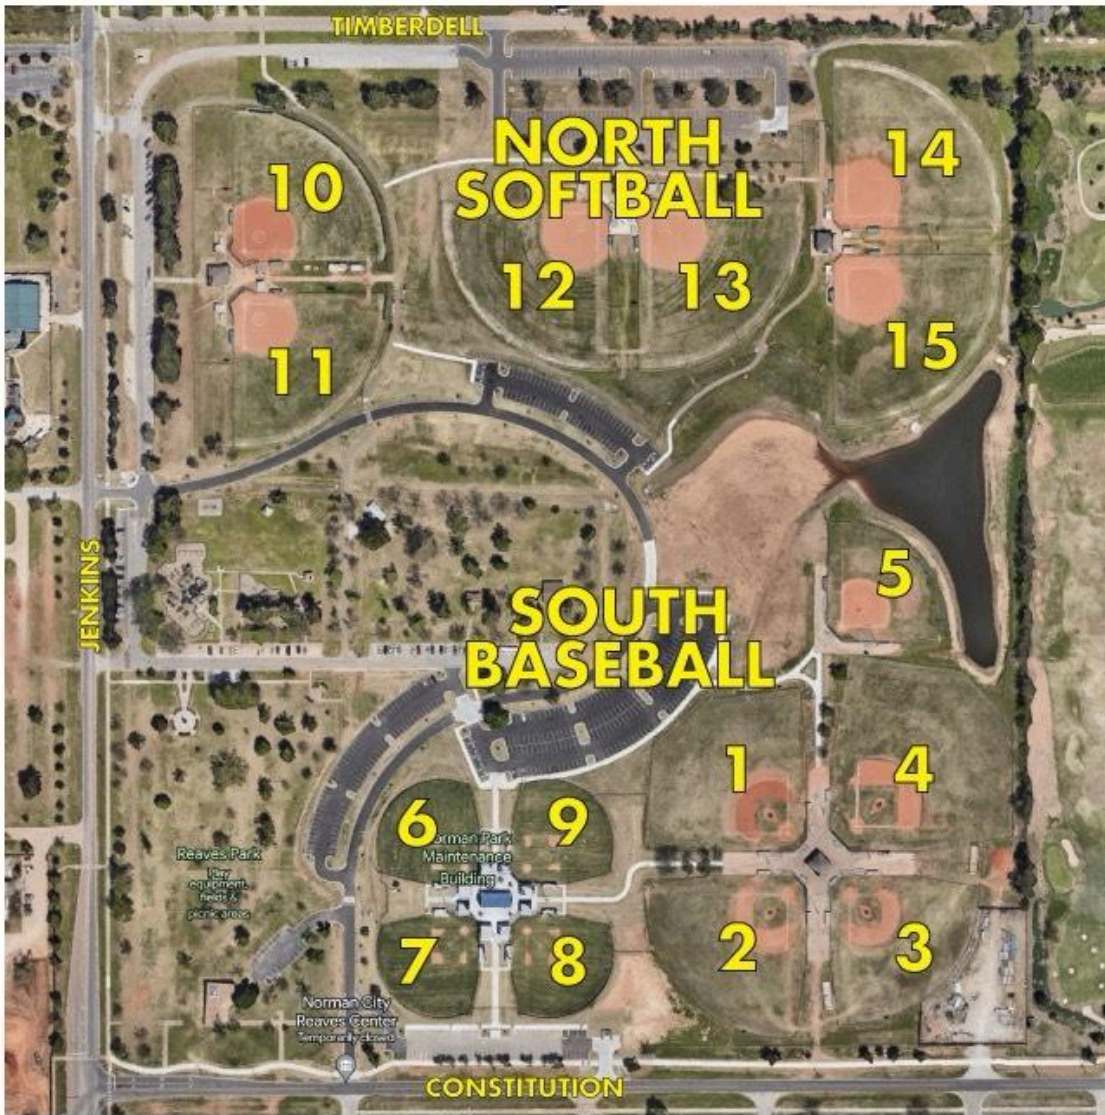 TIMBERDELL
NORTH
SOFTBALL
14
10
12
13
15
11
JENKINS
5
SOUTH
BASEBALL
1
4
6
9
Norman Park
Maintenance
Building
Reaves Park
Play
equipment,
fields &
picnic areas
2
3
7
8
Norman City
Reaves Center
Temporarily closed
CONSTITUTION